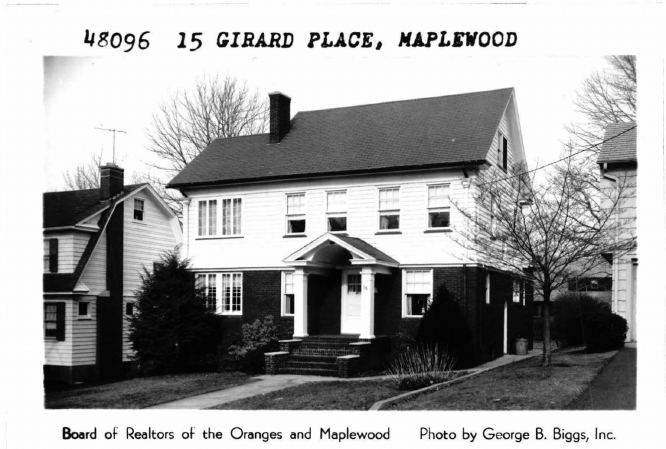 48096 15 GIRARD PLACE, MAPLEWOOD
Board of Realtors of the Oranges and Maplewood Photo by George B. Biggs, Inc.